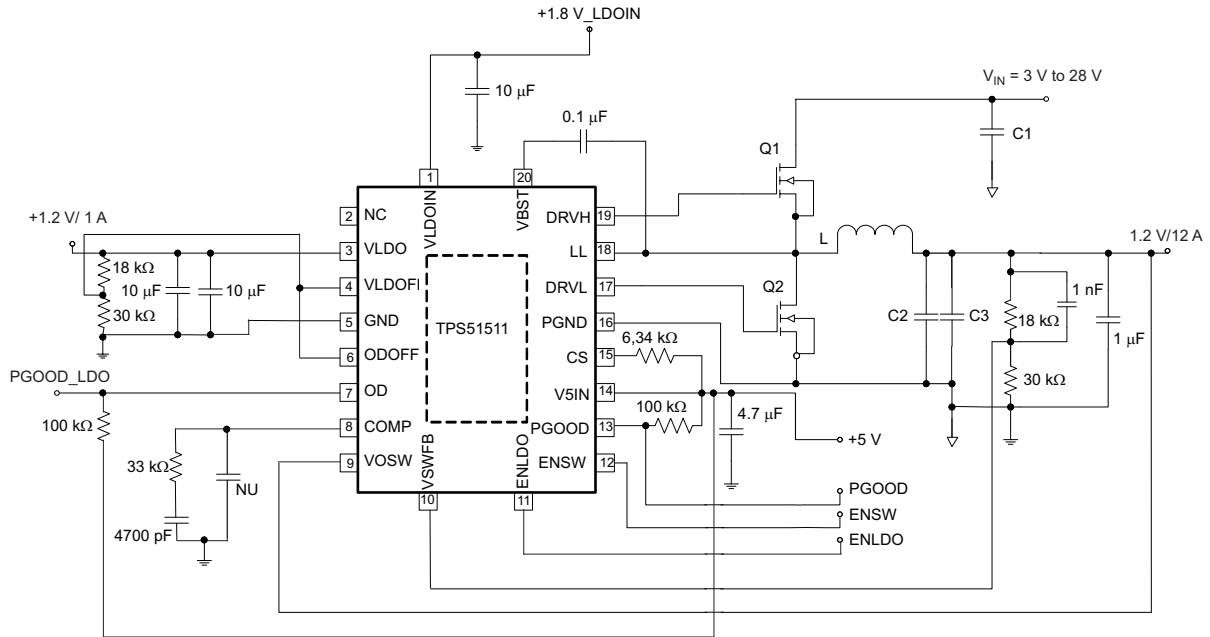 +1.8 V_LDOIN
10 μF
0.1 μF
VIN = 3 V to 28 V
C1
Q1
1
20
VLDOIN
VBST
2
NC
DRVH
19
+1.2 V/ 1 A
3
VLDO
LL
18
L
1.2 V/12 A
18 kΩ
10 μF
10 μF
4
VLDOFI
DRVL
17
Q2
30 kΩ
5
GND
TPS51511
PGND
16
C2
C3
18 kΩ
1 nF
1 μF
6
ODOFF
CS
15
6,34 kΩ
30 kΩ
PGOOD_LDO
7
OD
V5IN
14
100 kΩ
8
COMP
PGOOD
13
100 kΩ
4.7 μF
+5 V
33 kΩ
NU
9
VOSW
ENSW
12
VSWFB
ENLDO
10
11
4700 pF
PGOOD
ENSW
ENLDO